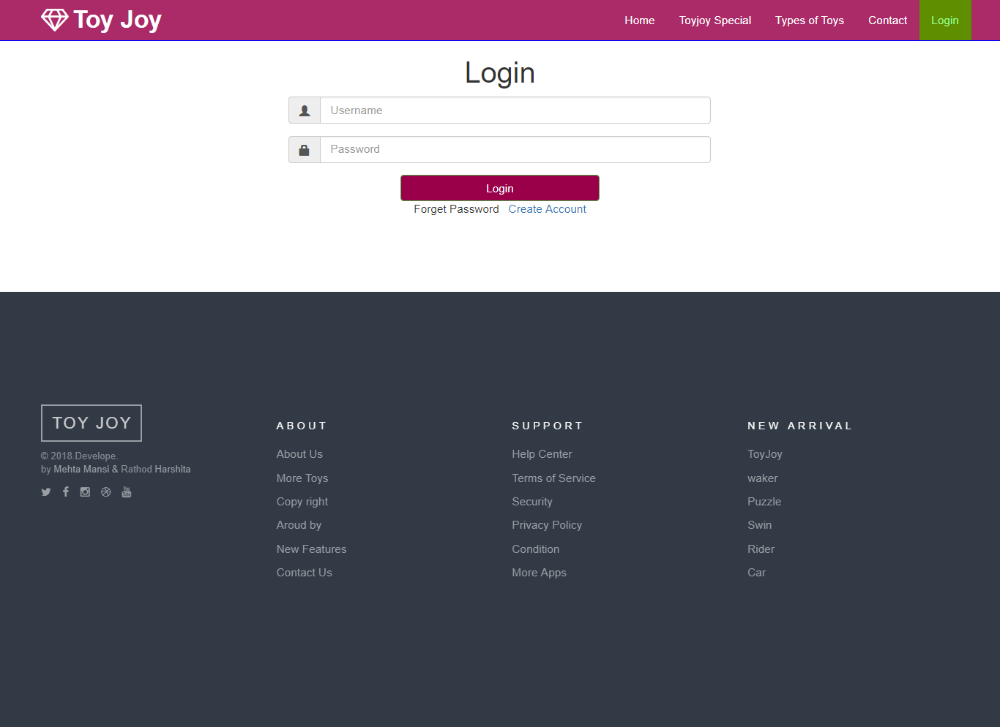 Toy Joy
Home Toyjoy Special Types of Toys Contact Login
Login
Username
Password
Login
Forget Password Create Account
TOY JOY
© 2018.Develope.
by Mehta Mansi & Rathod Harshita
ABOUT
About Us
More Toys
Copy right
Aroud by
New Features
Contact Us
SUPPORT
Help Center
Terms of Service
Security
Privacy Policy
Condition
More Apps
NEW ARRIVAL
ToyJoy
waker
Puzzle
Swin
Rider
Car